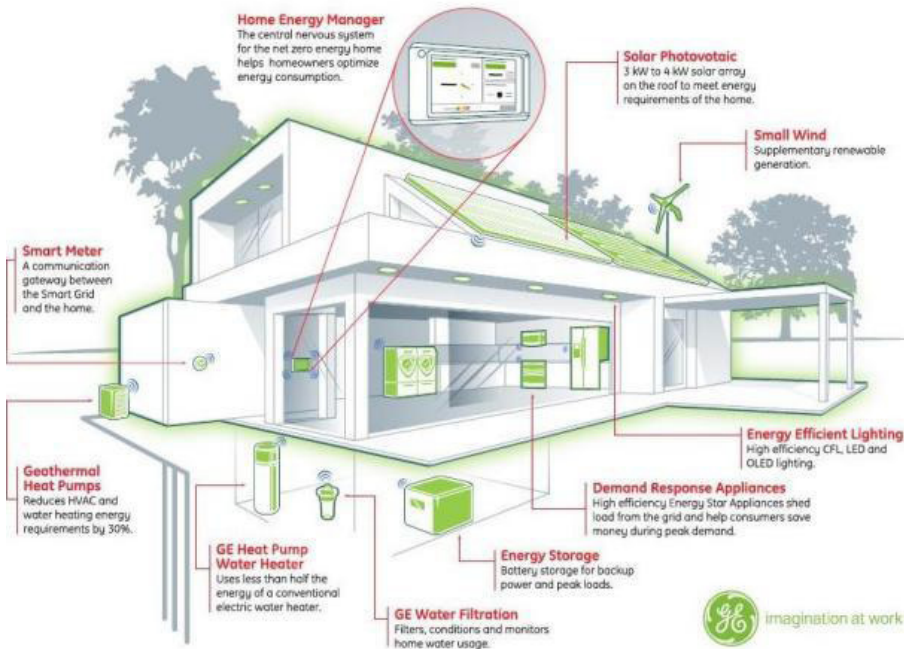 Home Energy Manager
The central nervous system
for the net zero energy home
helps homeowners optimize
energy consumption.
Solar Photovotaic
3 kW to 4 kW solar array
on the roof to meet energy
requirements of the home.
Small Wind
Supplementary renewable
generation.
Smart Meter
A communication
gateway between
the Smart Grid
and the home.
Geothermal
Heat Pumps
Reduces HVAC and
water heating energy
requirements by 30%.
GE Heat Pump
Water Heater
Uses less than half the
energy of a conventional
electric water heater.
GE Water Filtration
Filters, conditions and monitors
home water usage.
Energy Storage
Battery storage for backup
power and peak loads.
Demand Response Appliances
High efficiency Energy Star Appliances shed
load from the grid and help consumers save
money during peak demand.
Energy Efficient Lighting
High efficiency CFL, LED and
OLED lighting.
GE imagination at work